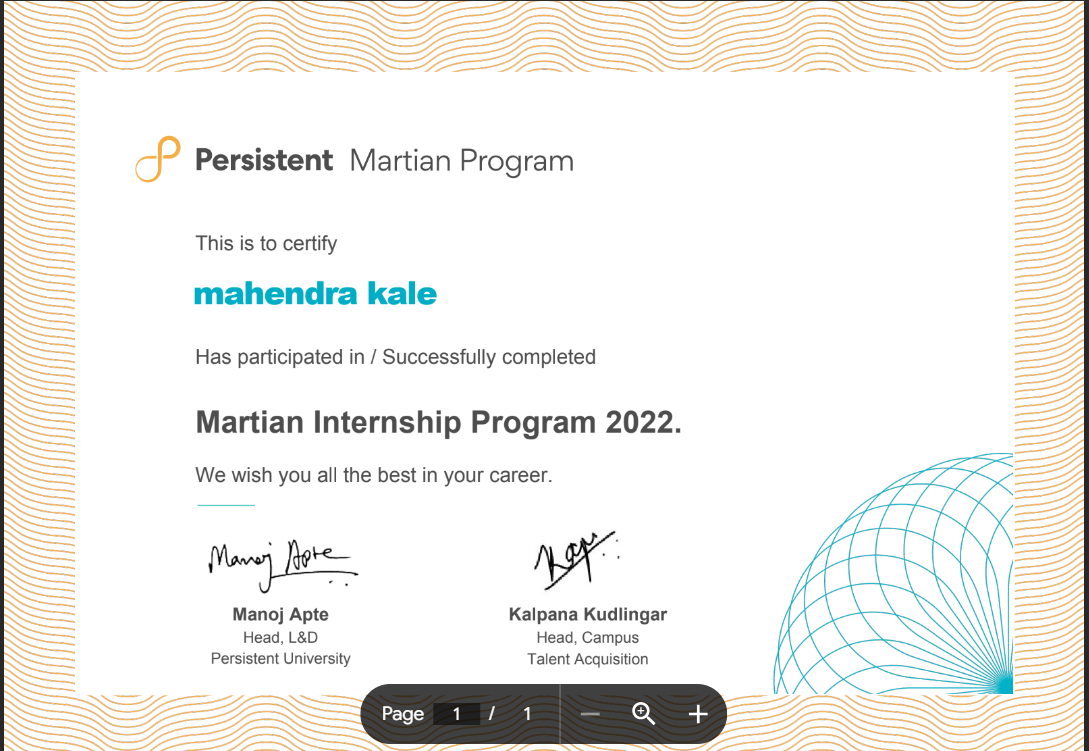 Persistent Martian Program
This is to certify
mahendra kale
Has participated in / Successfully completed
Martian Internship Program 2022.
We wish you all the best in your career.
Manoj Apte
Manoj Apte
Head, L&D
Persistent University
Kalpana Kudlingar
Head, Campus
Talent Acquisition
Page 1 / 1